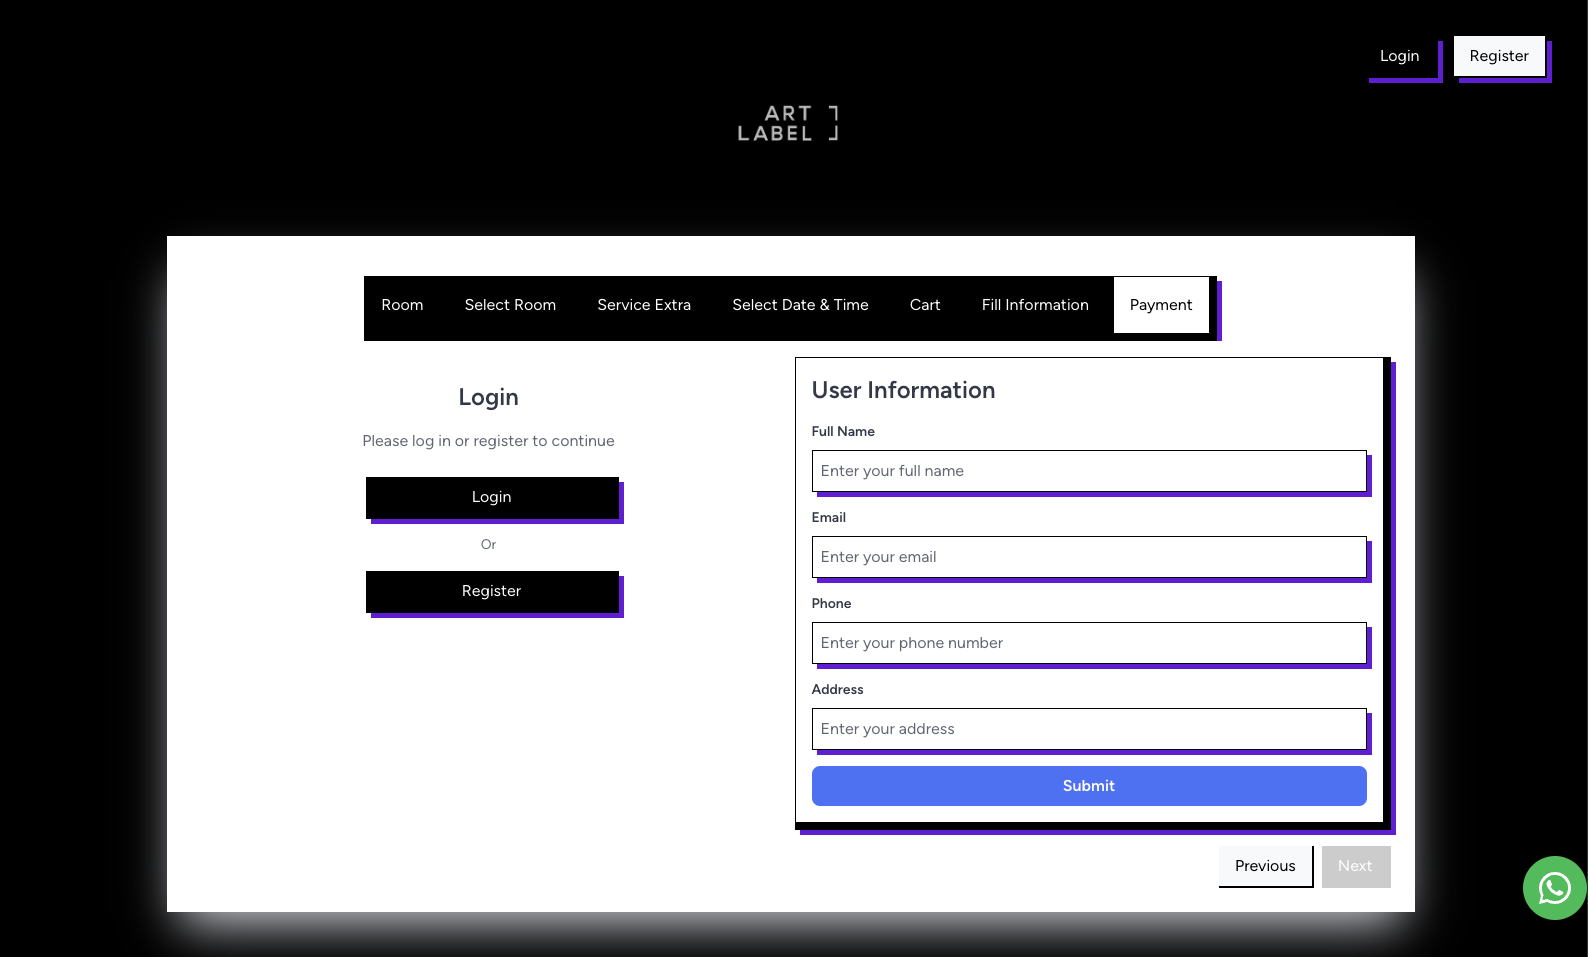 Login
Register
ART
LABEL
Room
Select Room
Service Extra
Select Date & Time
Cart
Fill Information
Payment
Login
Please log in or register to continue
Login
Or
Register
User Information
Full Name
Enter your full name
Email
Enter your email
Phone
Enter your phone number
Address
Enter your address
Submit
Previous
Next